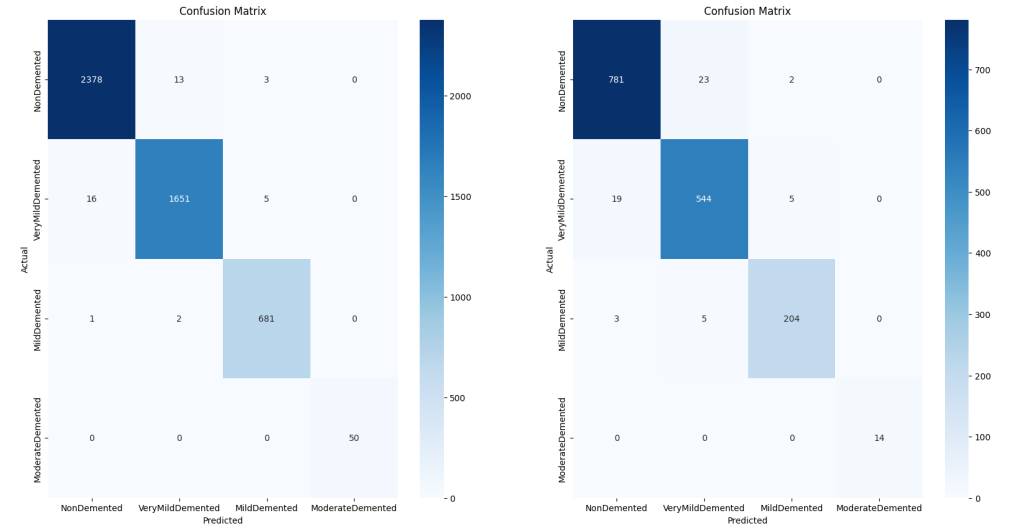 Confusion Matrix
NonDemented
VeryMildDemented
MildDemented
ModerateDemented
Actual
2378 13 3 0
16 1651 5 0
1 2 681 0
0 0 0 50
NonDemented VeryMildDemented MildDemented ModerateDemented
Predicted
2000
1500
1000
500
0
Confusion Matrix
NonDemented
VeryMildDemented
MildDemented
ModerateDemented
Actual
781 23 2 0
19 544 5 0
3 5 204 0
0 0 0 14
NonDemented VeryMildDemented MildDemented ModerateDemented
Predicted
700
600
500
400
300
200
100
0